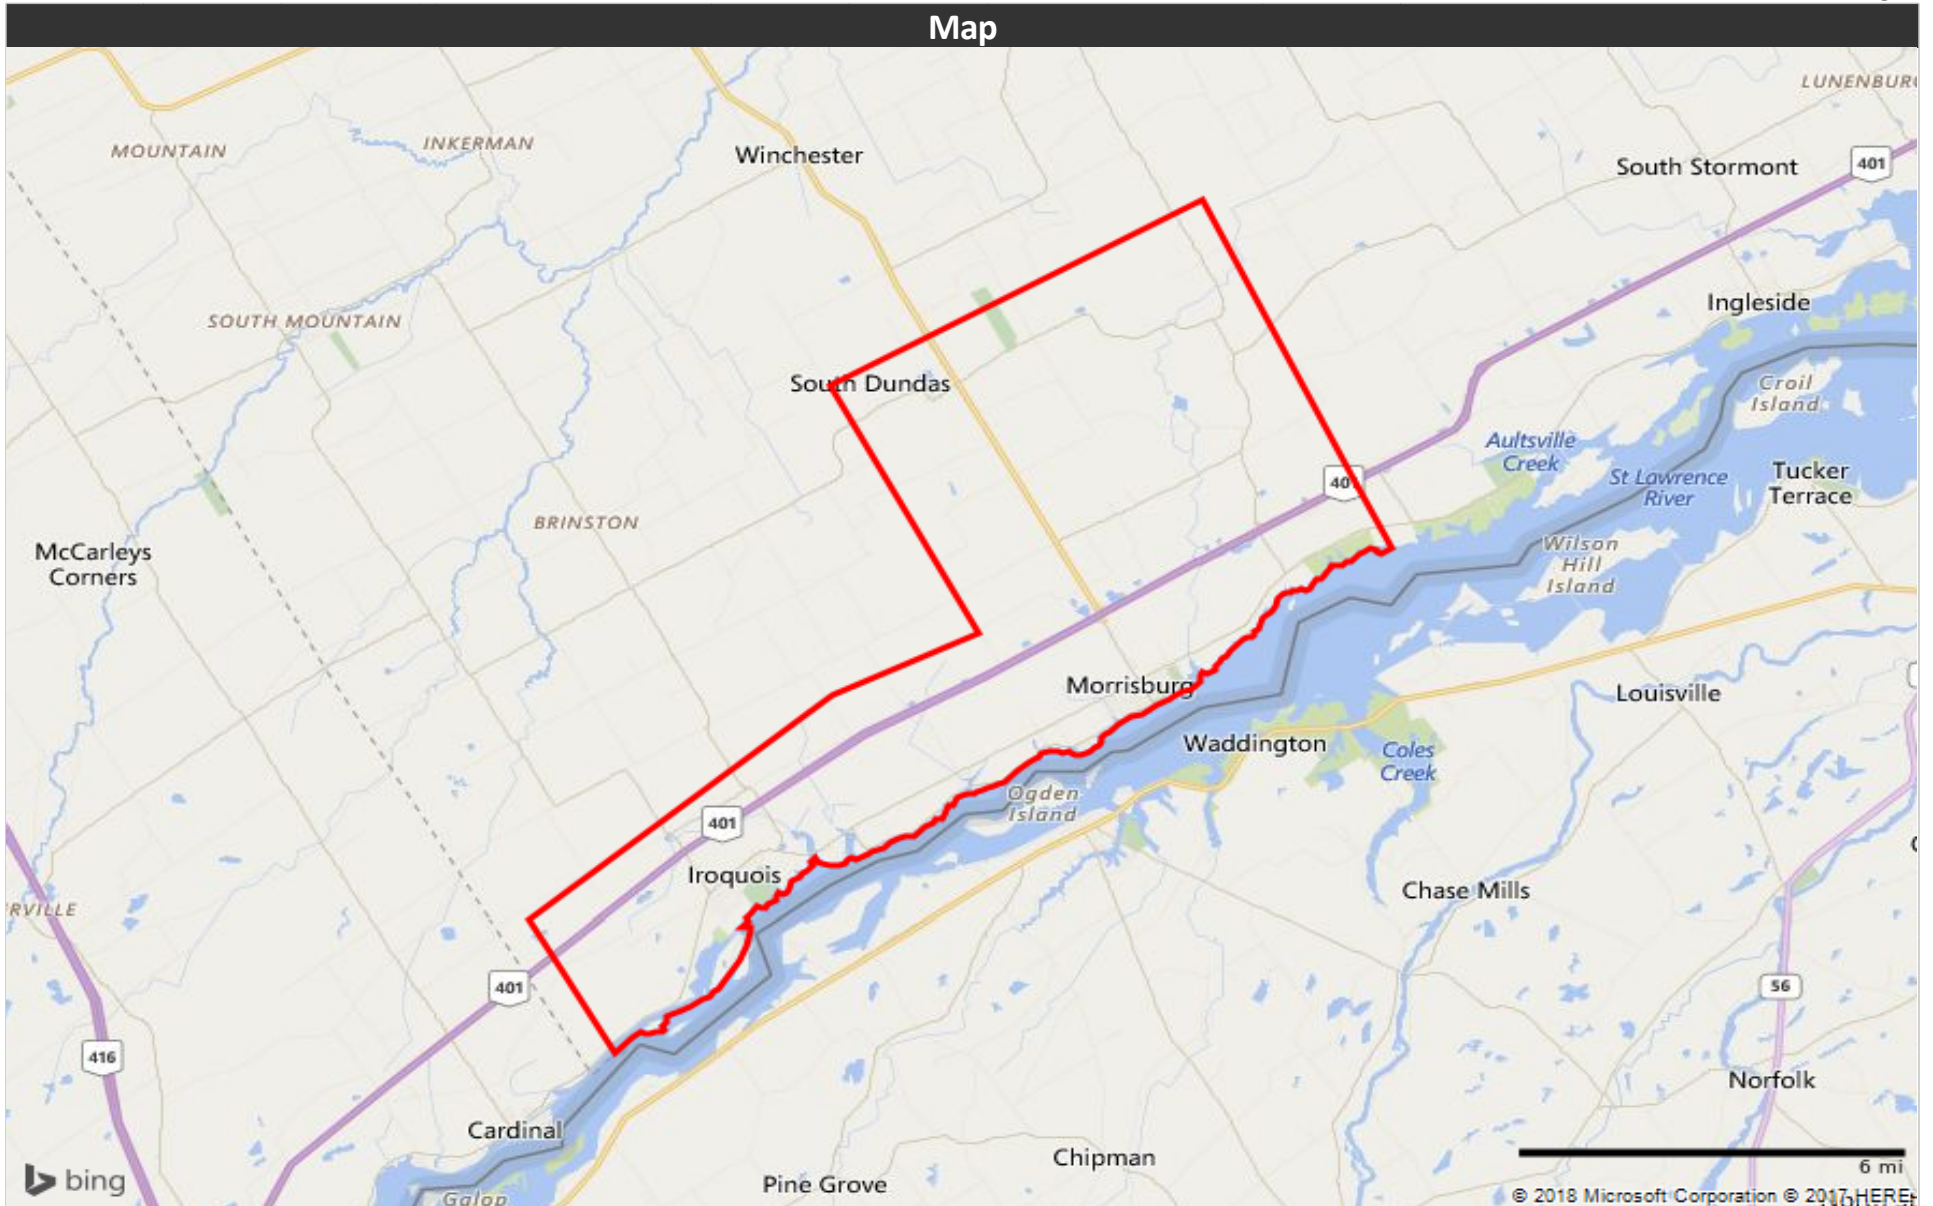 Map
LUNENBUR
MOUNTAIN
INKERMAN
Winchester
South Stormont
401
SOUTH MOUNTAIN
Ingleside
South Dundas
Croil
Island
Aultsville
Creek
St Lawrence
River
Tucker
Terrace
401
BRINSTON
McCarleys
Corners
Wilson
Hill
Island
Morrisburg
Louisville
Waddington
Coles
Creek
Ogden
Island
401
Iroquois
Chase Mills
RVILLE
401
56
416
Norfolk
Cardinal
Chipman
6 mi
bing
Pine Grove
Galop
© 2018 Microsoft Corporation © 2017 HERE